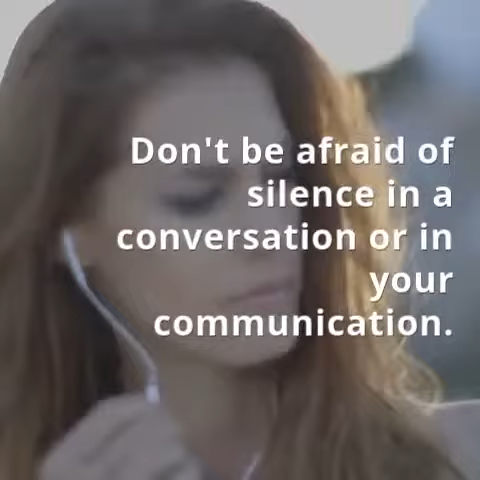 Don't be afraid of
silence in a
conversation or in
your
communication.